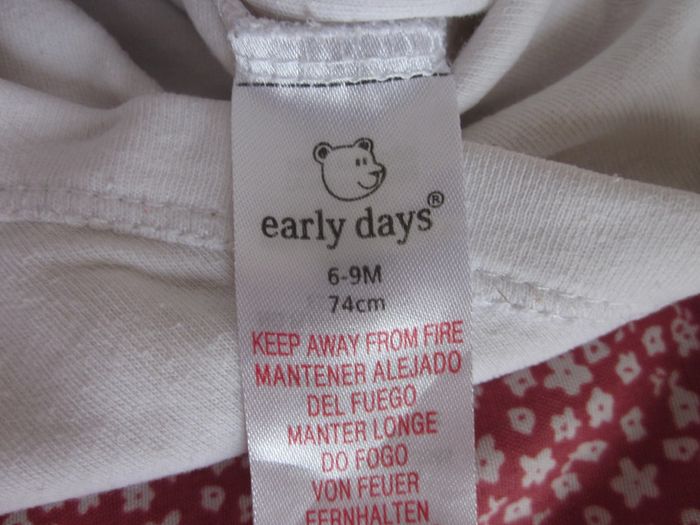 early days®
6-9M
74cm
KEEP AWAY FROM FIRE
MANTENER ALEJADO
DEL FUEGO
MANTER LONGE
DO FOGO
VON FEUER
FERNHALTEN